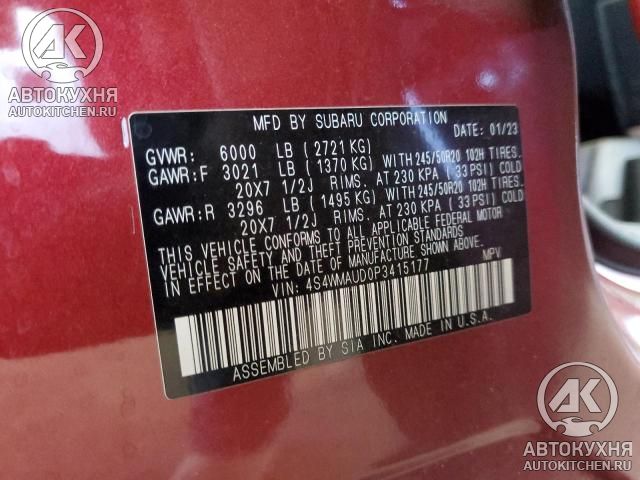 АВТОКУХНЯ
AUTOKITCHEN.RU
MFD BY SUBARU CORPORATION
DATE: 01/23
GVWR: 6000 LB ( 2721 KG)
GAWR:F 3021 LB ( 1370 KG) WITH 245/50R20 102H TIRES.
20X7 1/2J RIMS. AT 230 KPA ( 33 PSI) COLD
GAWR:R 3296 LB ( 1495 KG) WITH 245/50R20 102H TIRES.
20X7 1/2J RIMS. AT 230 KPA ( 33 PSI) COLD
THIS VEHICLE CONFORMS TO ALL APPLICABLE FEDERAL MOTOR
VEHICLE SAFETY AND THEFT PREVENTION STANDARDS
IN EFFECT ON THE DATE OF MANUFACTURE SHOWN ABOVE.
VIN: 4S4WMAUD0P3415177 MPV
ASSEMBLED BY SIA INC. MADE IN U.S.A.
АК
АВТОКУХНЯ
AUTOKITCHEN.RU